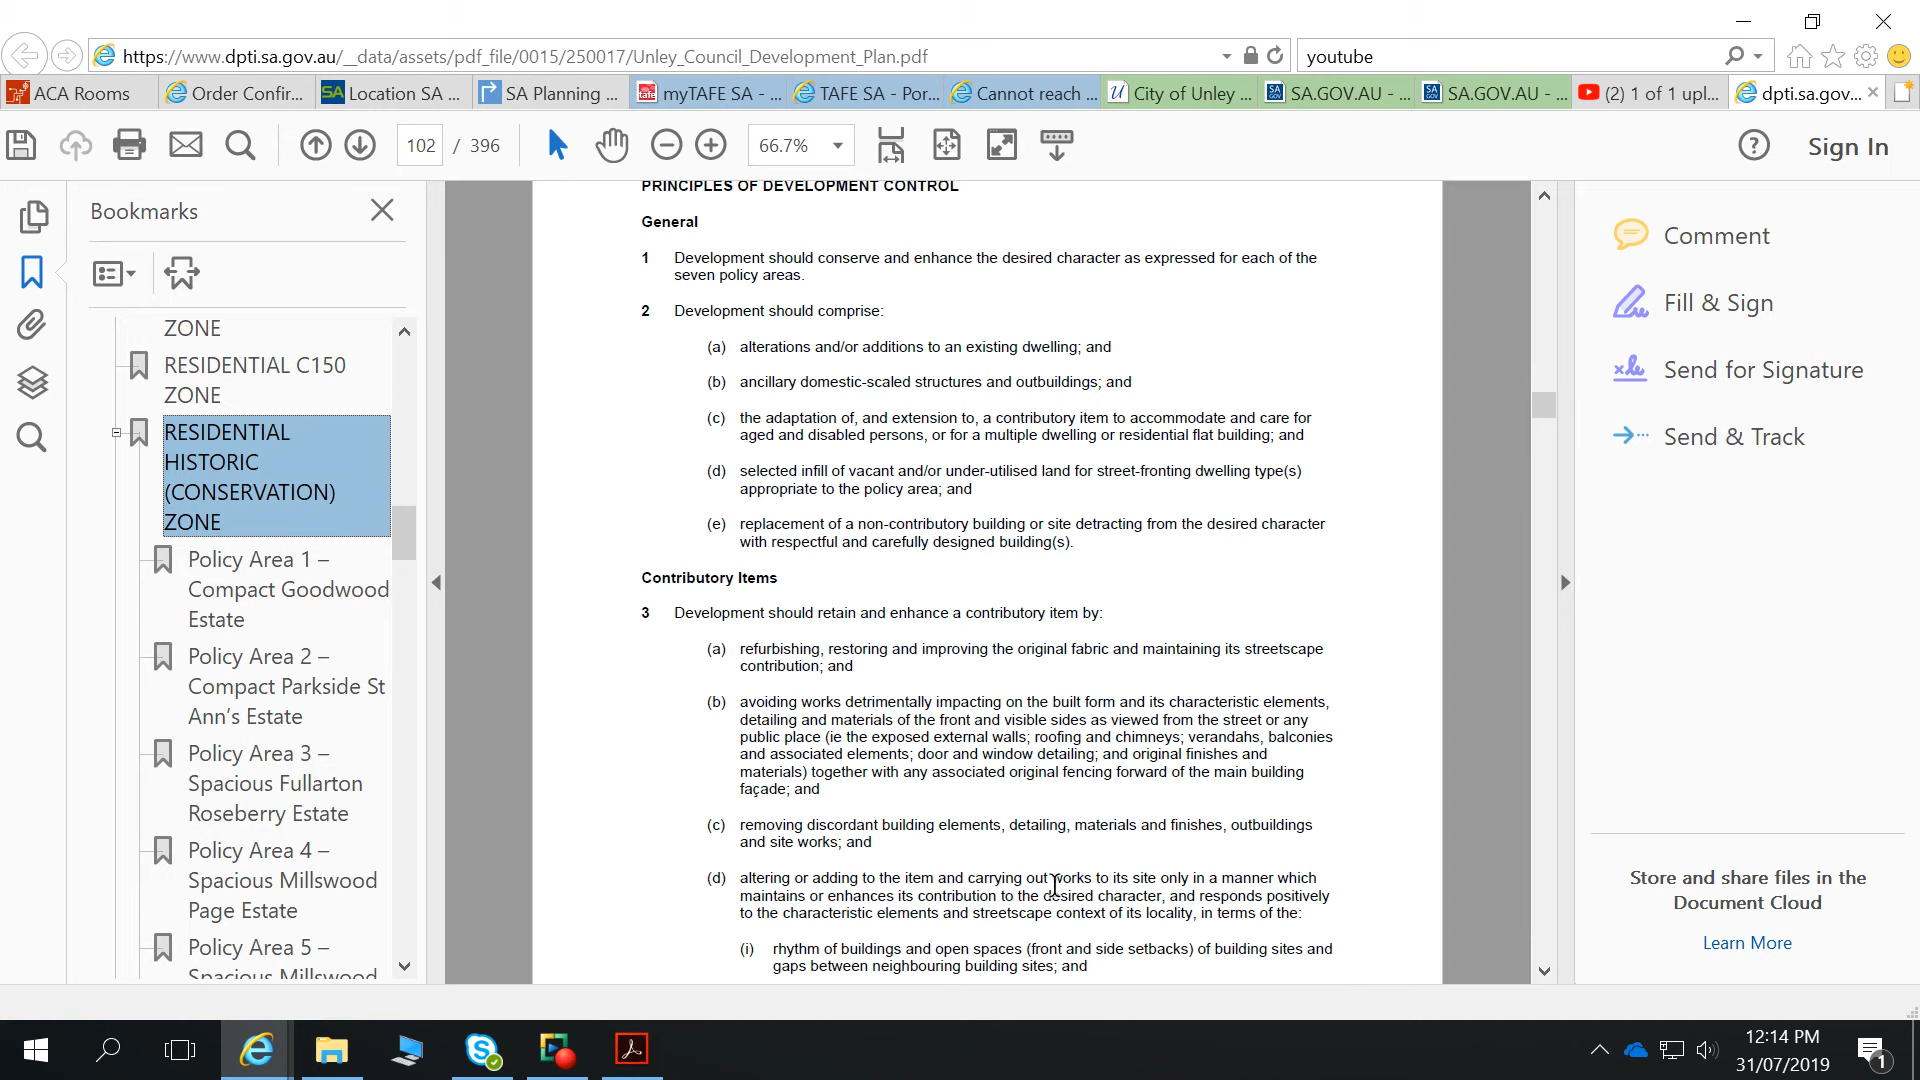 https://www.dpti.sa.gov.au/__data/assets/pdf_file/0015/250017/Unley_Council_Development_Plan.pdf
youtube
ACA Rooms
Order Confir...
SA Location SA ...
SA Planning ...
tafe myTAFE SA - ...
TAFE SA - Por...
Cannot reach ...
U City of Unley ...
SA.GOV.AU - ...
SA.GOV.AU - ...
(2) 1 of 1 upl...
dpti.sa.gov...
102 / 396
66.7%
Sign In
Bookmarks
ZONE
RESIDENTIAL C150
ZONE
RESIDENTIAL
HISTORIC
(CONSERVATION)
ZONE
Policy Area 1 –
Compact Goodwood
Estate
Policy Area 2 –
Compact Parkside St
Ann's Estate
Policy Area 3 –
Spacious Fullarton
Roseberry Estate
Policy Area 4 –
Spacious Millswood
Page Estate
Policy Area 5 –
Spacious Millswood
PRINCIPLES OF DEVELOPMENT CONTROL
General
1 Development should conserve and enhance the desired character as expressed for each of the
seven policy areas.
2 Development should comprise:
(a) alterations and/or additions to an existing dwelling; and
(b) ancillary domestic-scaled structures and outbuildings; and
(c) the adaptation of, and extension to, a contributory item to accommodate and care for
aged and disabled persons, or for a multiple dwelling or residential flat building; and
(d) selected infill of vacant and/or under-utilised land for street-fronting dwelling type(s)
appropriate to the policy area; and
(e) replacement of a non-contributory building or site detracting from the desired character
with respectful and carefully designed building(s).
Contributory Items
3 Development should retain and enhance a contributory item by:
(a) refurbishing, restoring and improving the original fabric and maintaining its streetscape
contribution; and
(b) avoiding works detrimentally impacting on the built form and its characteristic elements,
detailing and materials of the front and visible sides as viewed from the street or any
public place (ie the exposed external walls; roofing and chimneys; verandahs, balconies
and associated elements; door and window detailing; and original finishes and
materials) together with any associated original fencing forward of the main building
façade; and
(c) removing discordant building elements, detailing, materials and finishes, outbuildings
and site works; and
(d) altering or adding to the item and carrying out works to its site only in a manner which
maintains or enhances its contribution to the desired character, and responds positively
to the characteristic elements and streetscape context of its locality, in terms of the:
(i) rhythm of buildings and open spaces (front and side setbacks) of building sites and
gaps between neighbouring building sites; and
Comment
Fill & Sign
Send for Signature
Send & Track
Store and share files in the
Document Cloud
Learn More
12:14 PM
31/07/2019
1